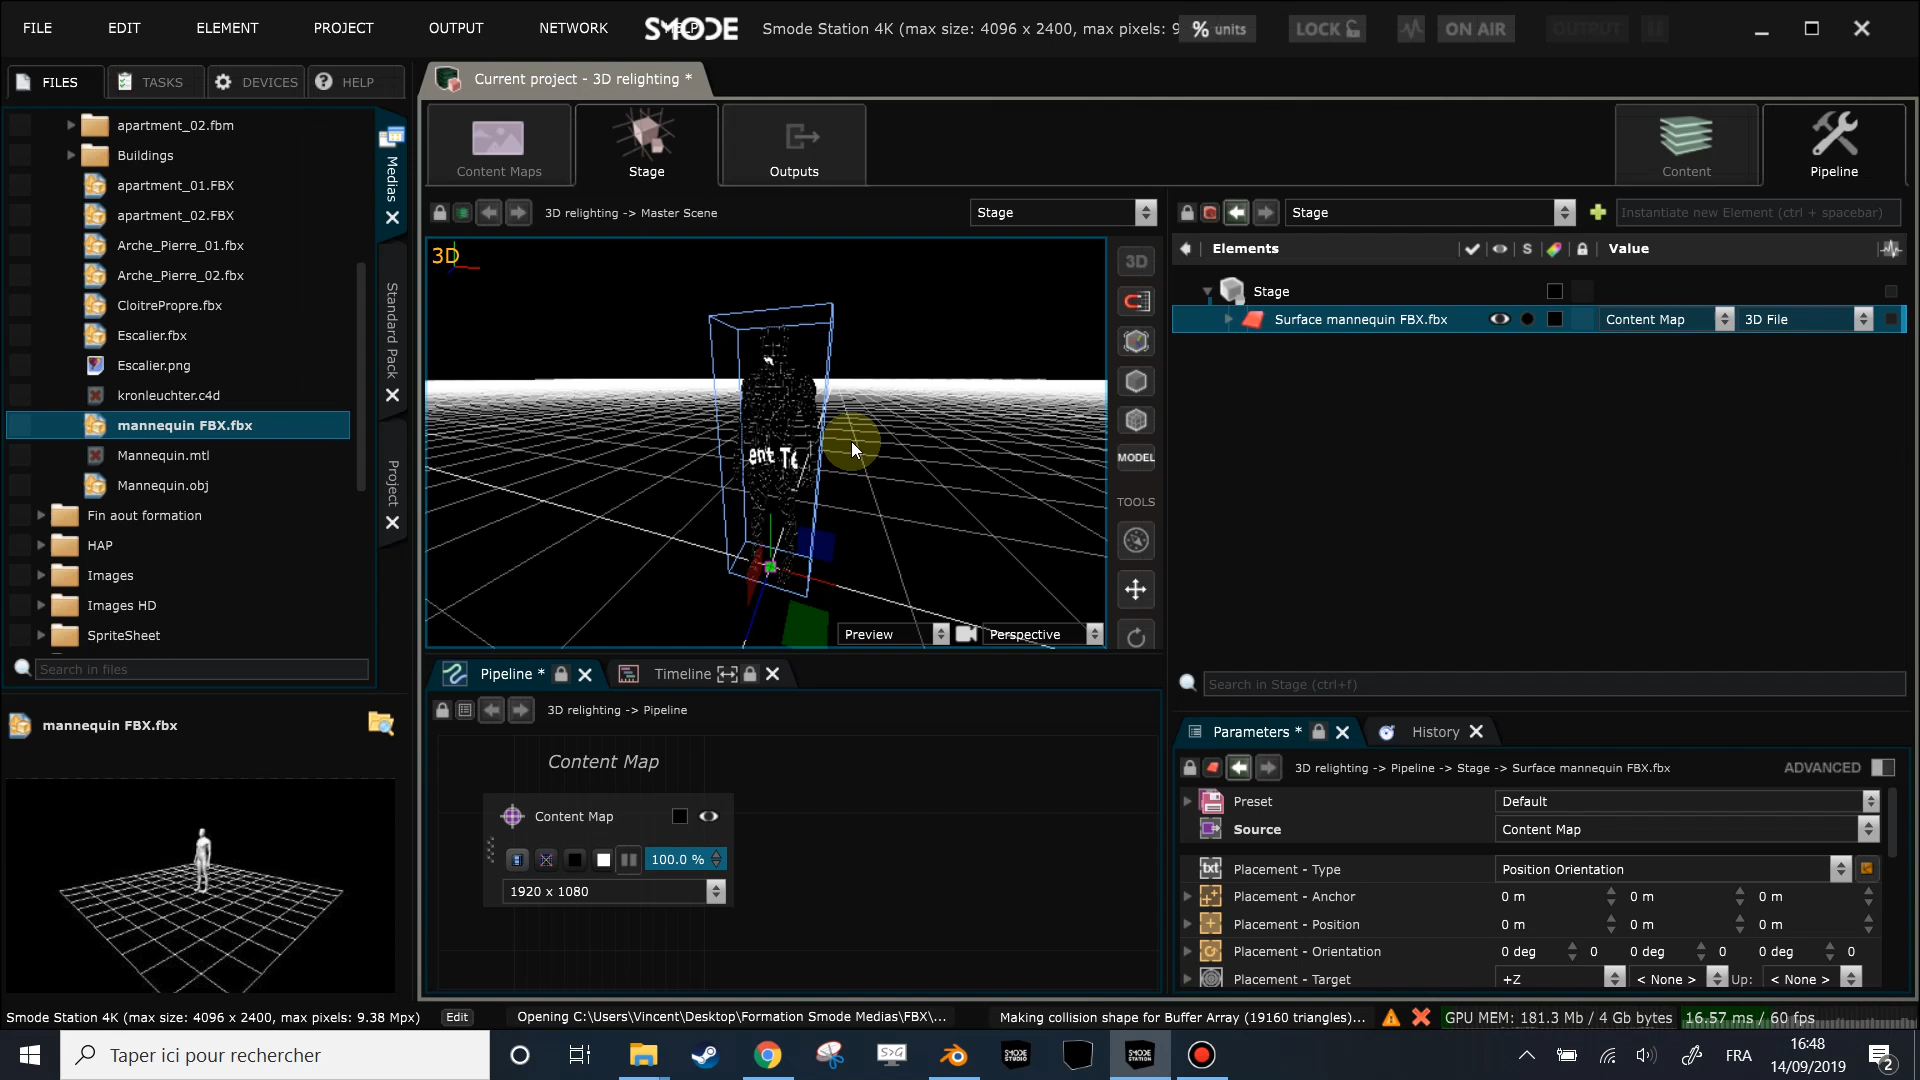 FILE EDIT ELEMENT PROJECT OUTPUT NETWORK SMODE Smode Station 4K (max size: 4096 x 2400, max pixels: 9 % units LOCK ON AIR OUTPUT
FILES TASKS DEVICES HELP
Current project - 3D relighting *
Content Maps Stage Outputs Content Pipeline
apartment_02.fbm
Buildings
apartment_01.FBX
apartment_02.FBX
Arche_Pierre_01.fbx
Arche_Pierre_02.fbx
CloitrePropre.fbx
Escalier.fbx
Escalier.png
kronleuchter.c4d
mannequin FBX.fbx
Mannequin.mtl
Mannequin.obj
Fin aout formation
HAP
Images
Images HD
SpriteSheet
Search in files
Medias
Standard Pack
Project
mannequin FBX.fbx
3D relighting -> Master Scene Stage
3D
ent Te
Preview Perspective
3D
MODEL
TOOLS
Stage Instantiate new Element (ctrl + spacebar)
Elements S Value
Stage
Surface mannequin FBX.fbx Content Map 3D File
Search in Stage (ctrl+f)
Pipeline * Timeline
3D relighting -> Pipeline
Content Map
Content Map
100.0 %
1920 x 1080
Parameters * History
3D relighting -> Pipeline -> Stage -> Surface mannequin FBX.fbx ADVANCED
Preset Default
Source Content Map
txt Placement - Type Position Orientation
Placement - Anchor 0 m 0 m 0 m
Placement - Position 0 m 0 m 0 m
Placement - Orientation 0 deg 0 0 deg 0 0 deg 0
Placement - Target +Z < None > Up: < None >
Smode Station 4K (max size: 4096 x 2400, max pixels: 9.38 Mpx) Edit Opening C:\Users\Vincent\Desktop\Formation Smode Medias\FBX\... Making collision shape for Buffer Array (19160 triangles)... GPU MEM: 181.3 Mb / 4 Gb bytes 16.57 ms / 60 fps
Taper ici pour rechercher
S>G
SMODE STUDIO
SMODE STATION
FRA
16:48
14/09/2019
2